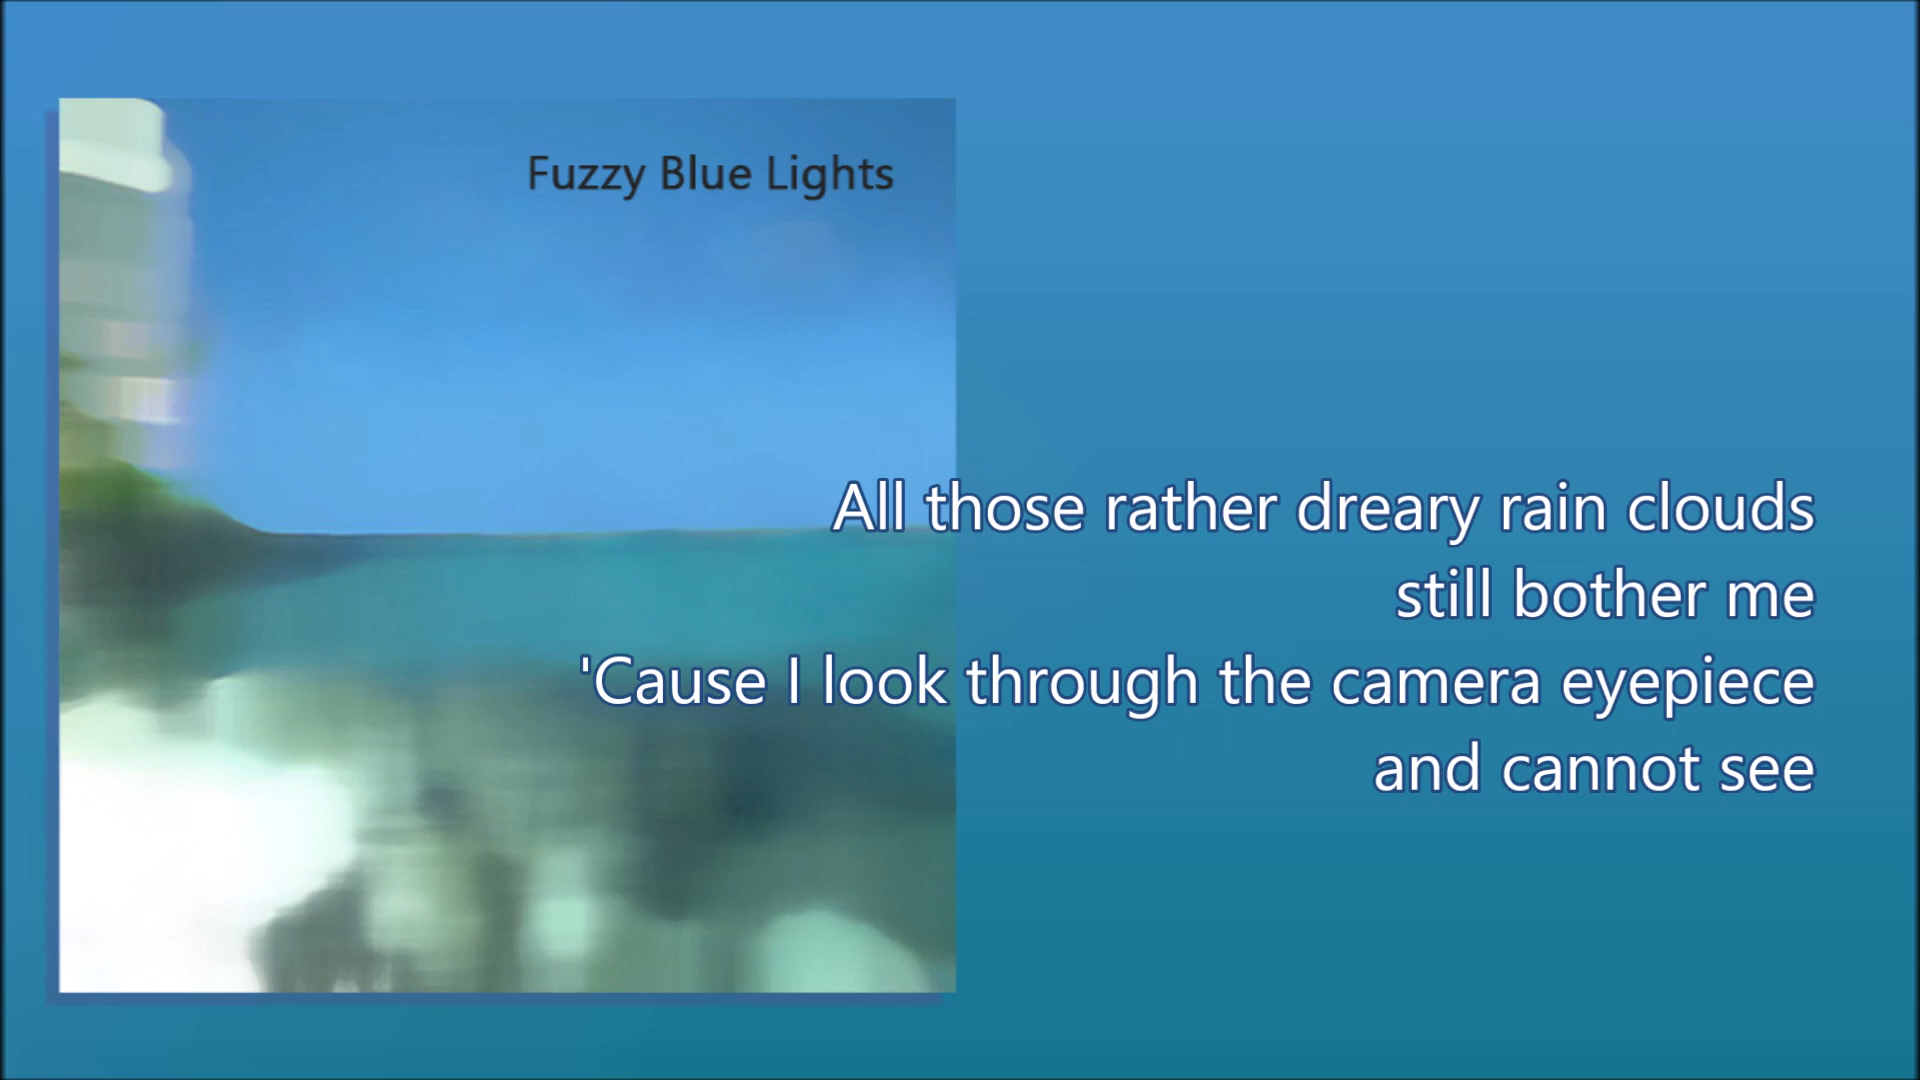 Fuzzy Blue Lights
All those rather dreary rain clouds
still bother me
'Cause I look through the camera eyepiece
and cannot see